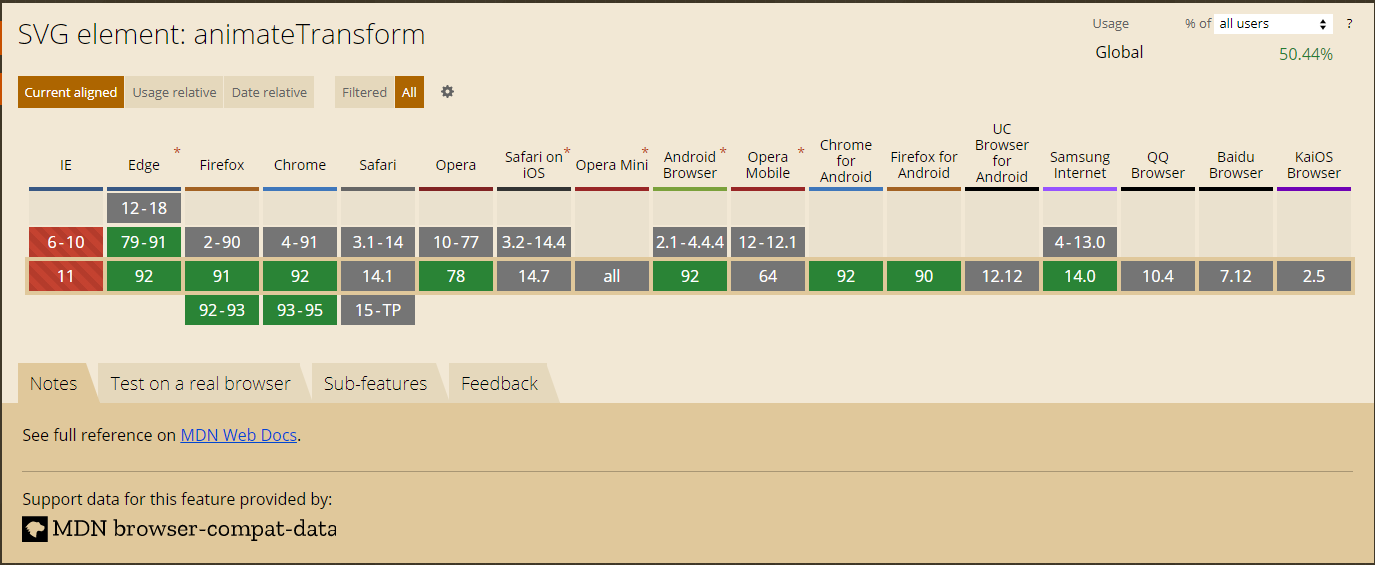 SVG element: animateTransform
Usage % of all users ?
Global 50.44%
Current aligned Usage relative Date relative Filtered All
IE Edge * Firefox Chrome Safari Opera Safari on iOS * Opera Mini * Android Browser * Opera Mobile * Chrome for Android Firefox for Android UC Browser for Android Samsung Internet QQ Browser Baidu Browser KaiOS Browser
12-18
6-10 79-91 2-90 4-91 3.1-14 10-77 3.2-14.4 2.1-4.4.4 12-12.1 4-13.0
11 92 91 92 14.1 78 14.7 all 92 64 92 90 12.12 14.0 10.4 7.12 2.5
92-93 93-95 15-TP
Notes Test on a real browser Sub-features Feedback
See full reference on MDN Web Docs.
Support data for this feature provided by:
MDN browser-compat-data